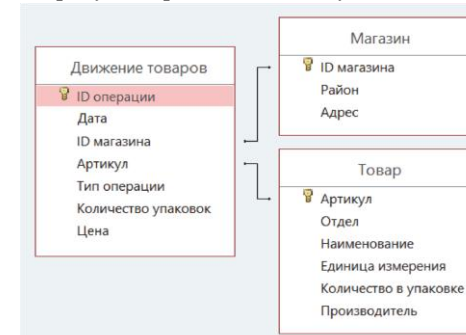 Движение товаров
ID операции
Дата
ID магазина
Артикул
Тип операции
Количество упаковок
Цена
Магазин
ID магазина
Район
Адрес
Товар
Артикул
Отдел
Наименование
Единица измерения
Количество в упаковке
Производитель